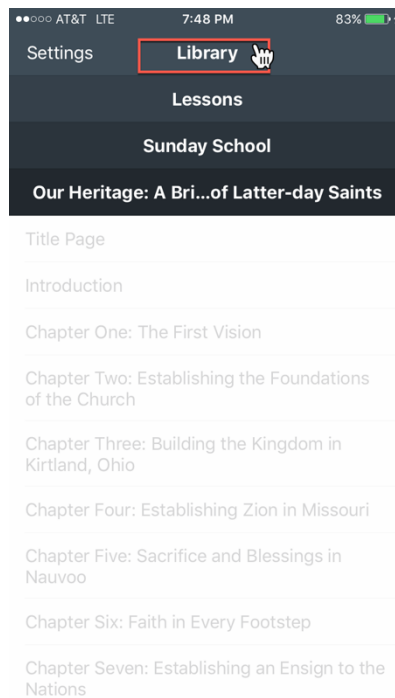 AT&T LTE 7:48 PM 83%
Settings Library
Lessons
Sunday School
Our Heritage: A Bri...of Latter-day Saints
Title Page
Introduction
Chapter One: The First Vision
Chapter Two: Establishing the Foundations
of the Church
Chapter Three: Building the Kingdom in
Kirtland, Ohio
Chapter Four: Establishing Zion in Missouri
Chapter Five: Sacrifice and Blessings in
Nauvoo
Chapter Six: Faith in Every Footstep
Chapter Seven: Establishing an Ensign to the
Nations